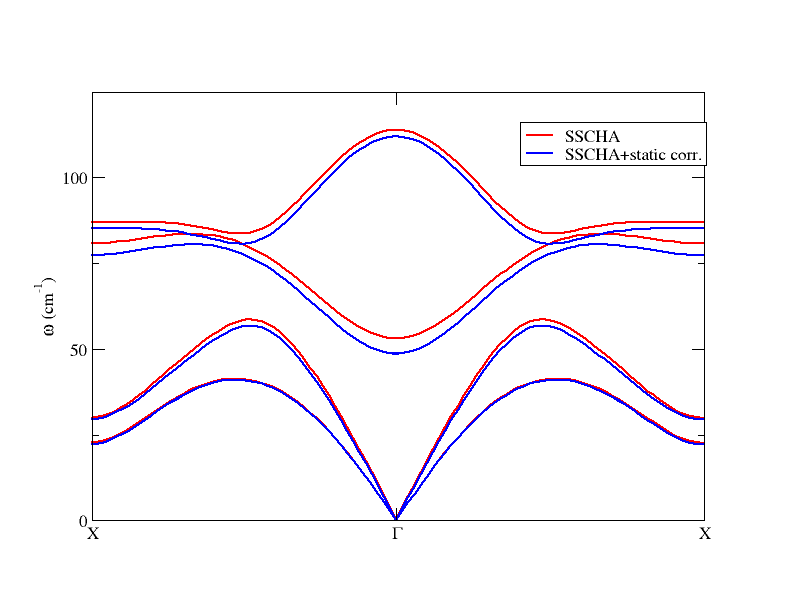 SSCHA
SSCHA+static corr.
100
50
0
ω (cm⁻¹)
X
Γ
X